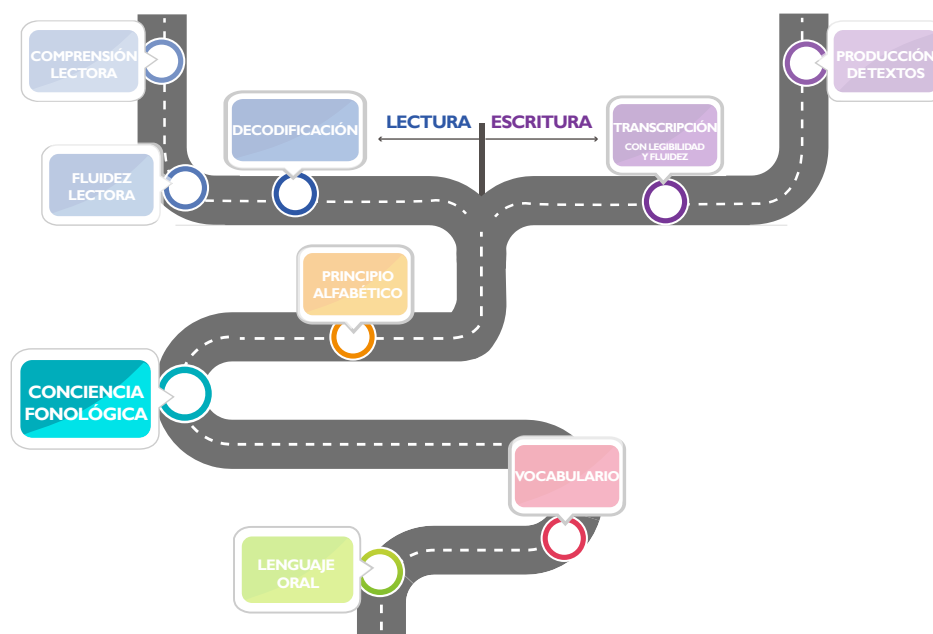 COMPRENSIÓN
LECTORA
PRODUCCIÓN
DE TEXTOS
DECODIFICACIÓN
LECTURA
ESCRITURA
TRANSCRIPCIÓN
CON LEGIBILIDAD
Y FLUIDEZ
FLUIDEZ
LECTORA
PRINCIPIO
ALFABÉTICO
CONCIENCIA
FONOLÓGICA
VOCABULARIO
LENGUAJE
ORAL